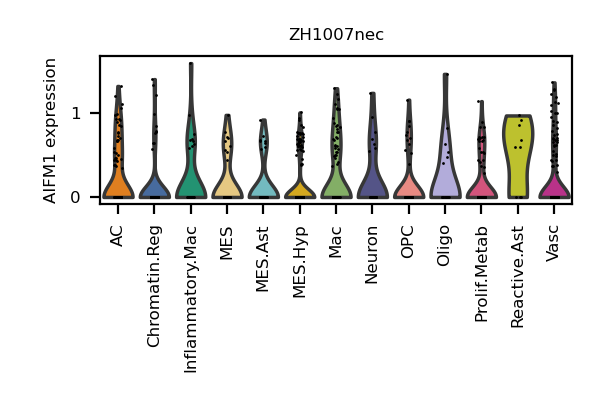 ZH1007nec
AIFM1 expression
1
0
AC
Chromatin.Reg
Inflammatory.Mac
MES
MES.Ast
MES.Hyp
Mac
Neuron
OPC
Oligo
Prolif.Metab
Reactive.Ast
Vasc